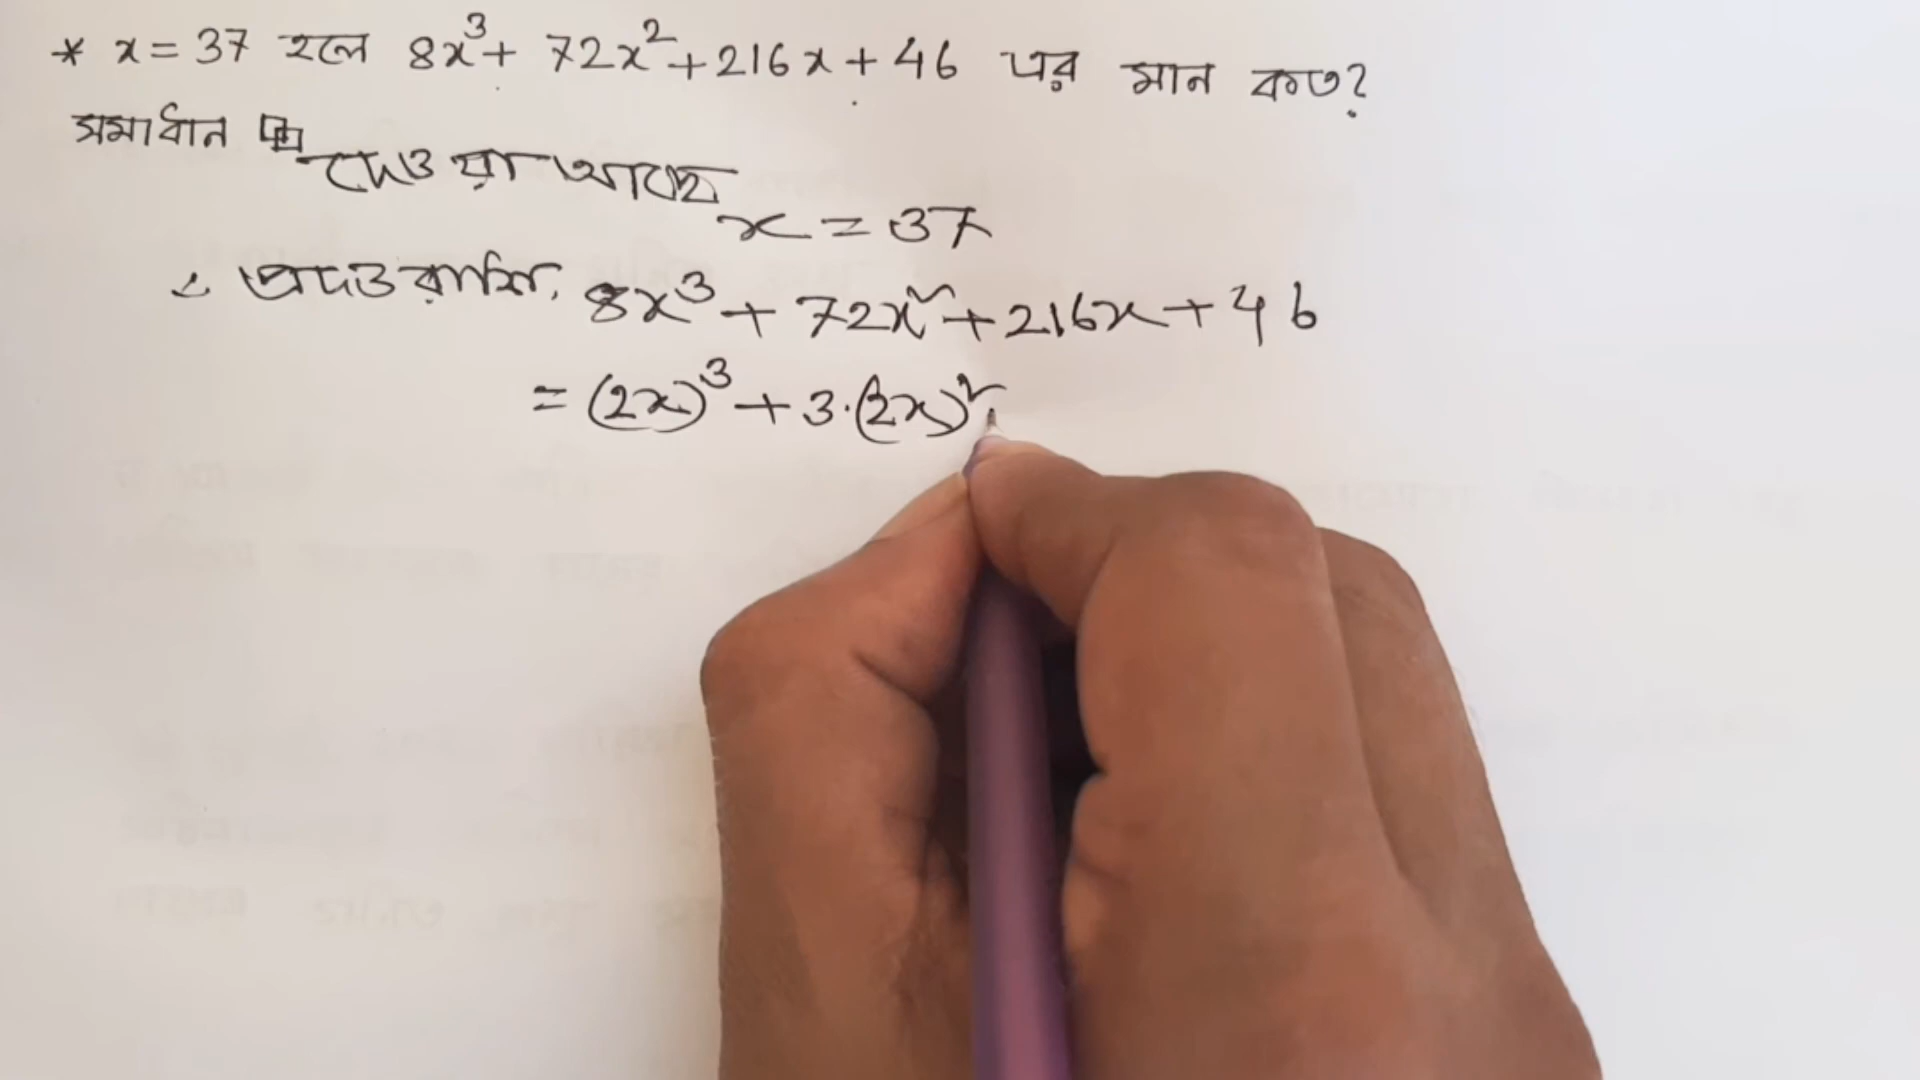 * x = 37 হলে 8x³ + 72x² + 216x + 46 এর মান কত?
সমাধান
দেওয়া আছে
x = 37
∴ প্রদত্ত রাশি, 8x³ + 72x² + 216x + 46
= (2x)³ + 3·(2x)²